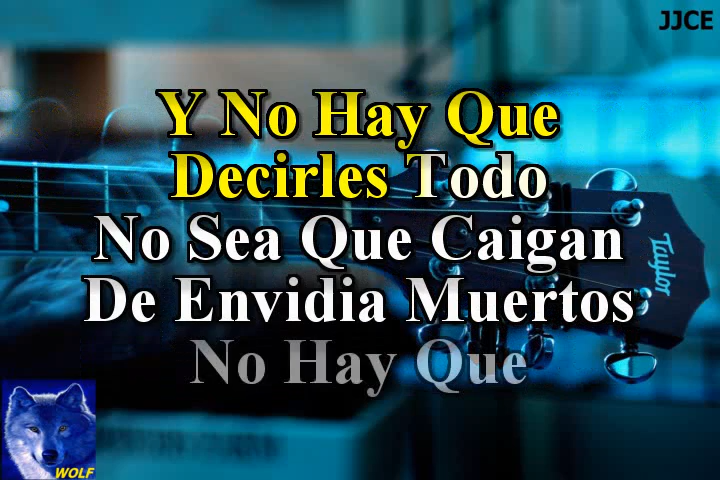 JJCE
Y No Hay Que
Decirles Todo
No Sea Que Caigan
De Envidia Muertos
No Hay Que
Taylor
WOLF